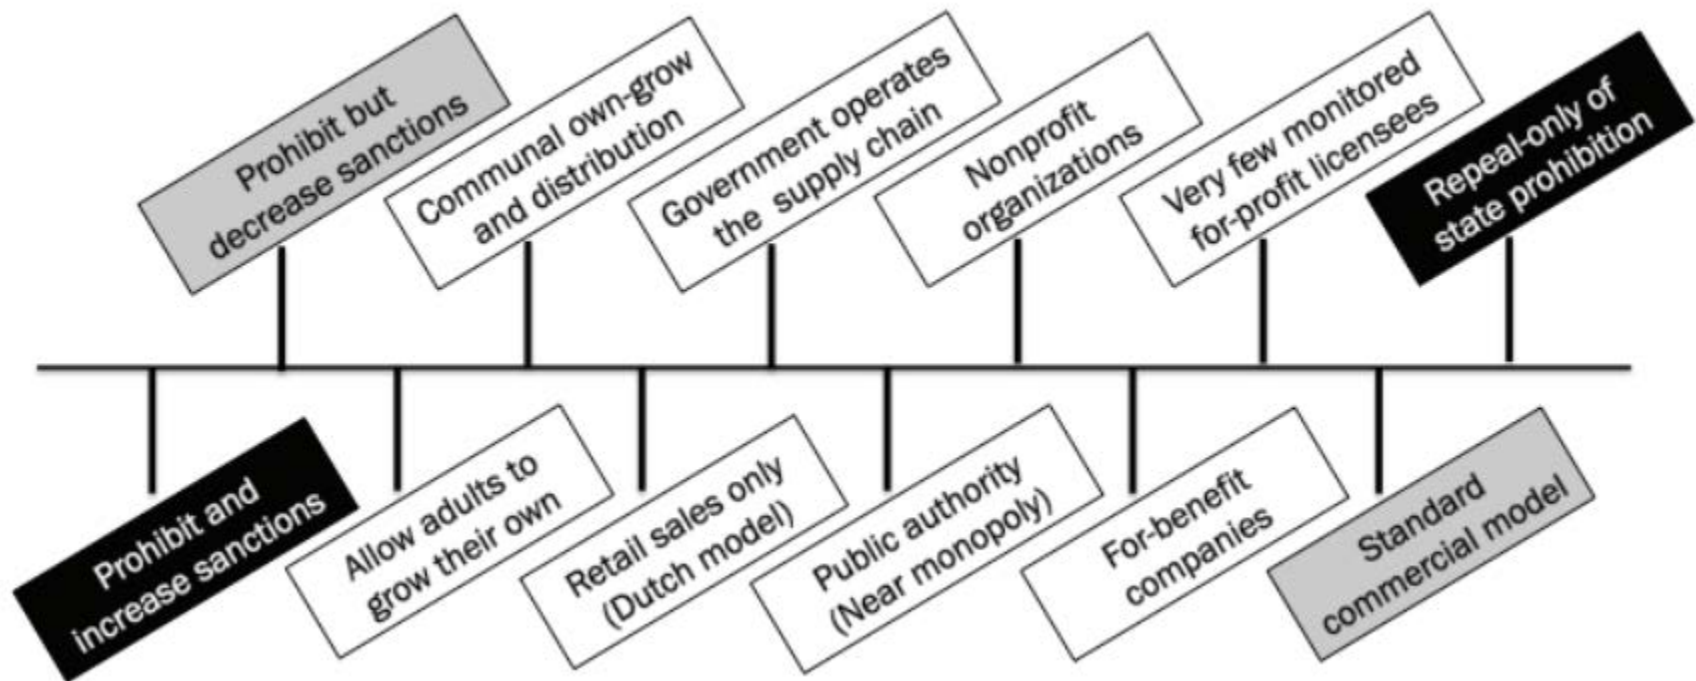 Prohibit but
decrease sanctions
Communal own-grow
and distribution
Government operates
the supply chain
Nonprofit
organizations
Very few monitored
for-profit licensees
Repeal-only of
state prohibition
Prohibit and
increase sanctions
Allow adults to
grow their own
Retail sales only
(Dutch model)
Public authority
(Near monopoly)
For-benefit
companies
Standard
commercial model